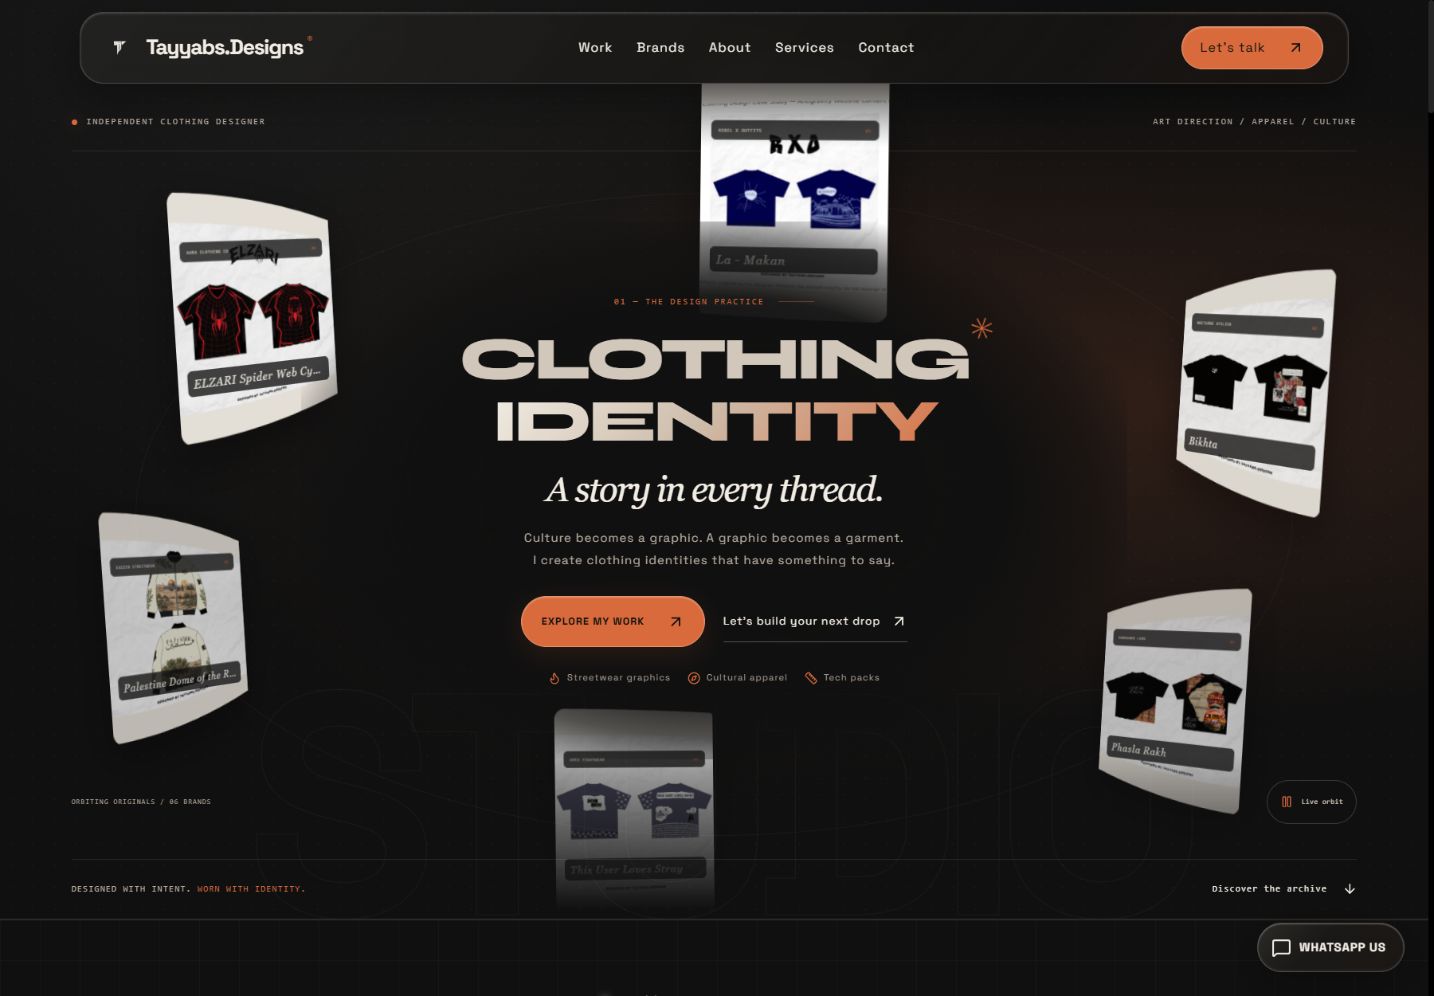 Tayyabs.Designs
Work
Brands
About
Services
Contact
Let's talk
INDEPENDENT CLOTHING DESIGNER
ART DIRECTION / APPAREL / CULTURE
REBEL X OUTFITS
RXO
La - Makan
ELZARI
ELZARI Spider Web Cy...
Bikhta
01 — THE DESIGN PRACTICE
CLOTHING
IDENTITY
A story in every thread.
Culture becomes a graphic. A graphic becomes a garment.
I create clothing identities that have something to say.
EXPLORE MY WORK
Let's build your next drop
Streetwear graphics
Cultural apparel
Tech packs
Palestine Dome of the R...
Phasla Rakh
This User Loves Stray
STUDIO
ORBITING ORIGINALS / 06 BRANDS
Live orbit
DESIGNED WITH INTENT. WORN WITH IDENTITY.
Discover the archive
WHATSAPP US